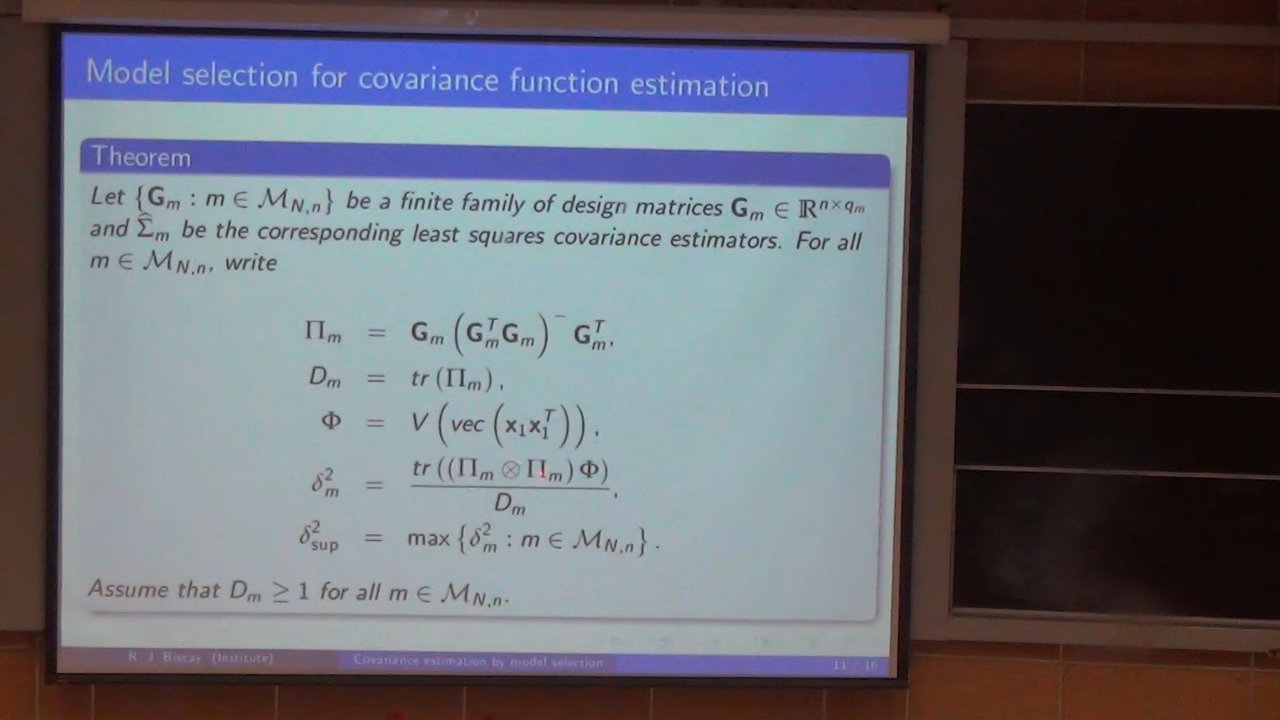 Model selection for covariance function estimation
Theorem
Let {G_m : m ∈ ℳ_{N,n}} be a finite family of design matrices G_m ∈ ℝ^{n×q_m}
and Σ̂_m be the corresponding least squares covariance estimators. For all
m ∈ ℳ_{N,n}, write
Π_m = G_m (G_m^T G_m)^− G_m^T,
D_m = tr (Π_m),
Φ = V (vec (x_1 x_1^T)),
δ_m^2 = tr ((Π_m ⊗ Π_m) Φ) / D_m,
δ_sup^2 = max {δ_m^2 : m ∈ ℳ_{N,n}}.
Assume that D_m ≥ 1 for all m ∈ ℳ_{N,n}.
R. J. Biscay (Institute) Covariance estimation by model selection 11 / 16